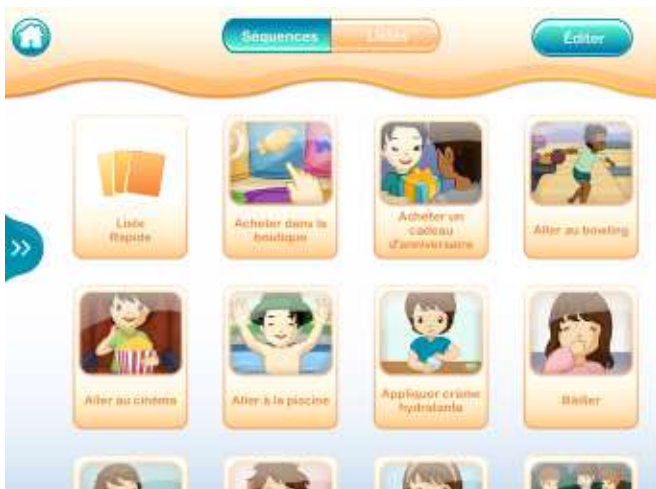 Séquences
Listes
Éditer
Liste
Rapide
Acheter dans la
boutique
Acheter un
cadeau
d'anniversaire
Aller au bowling
Aller au cinéma
Aller à la piscine
Appliquer crème
hydratante
Bâiller